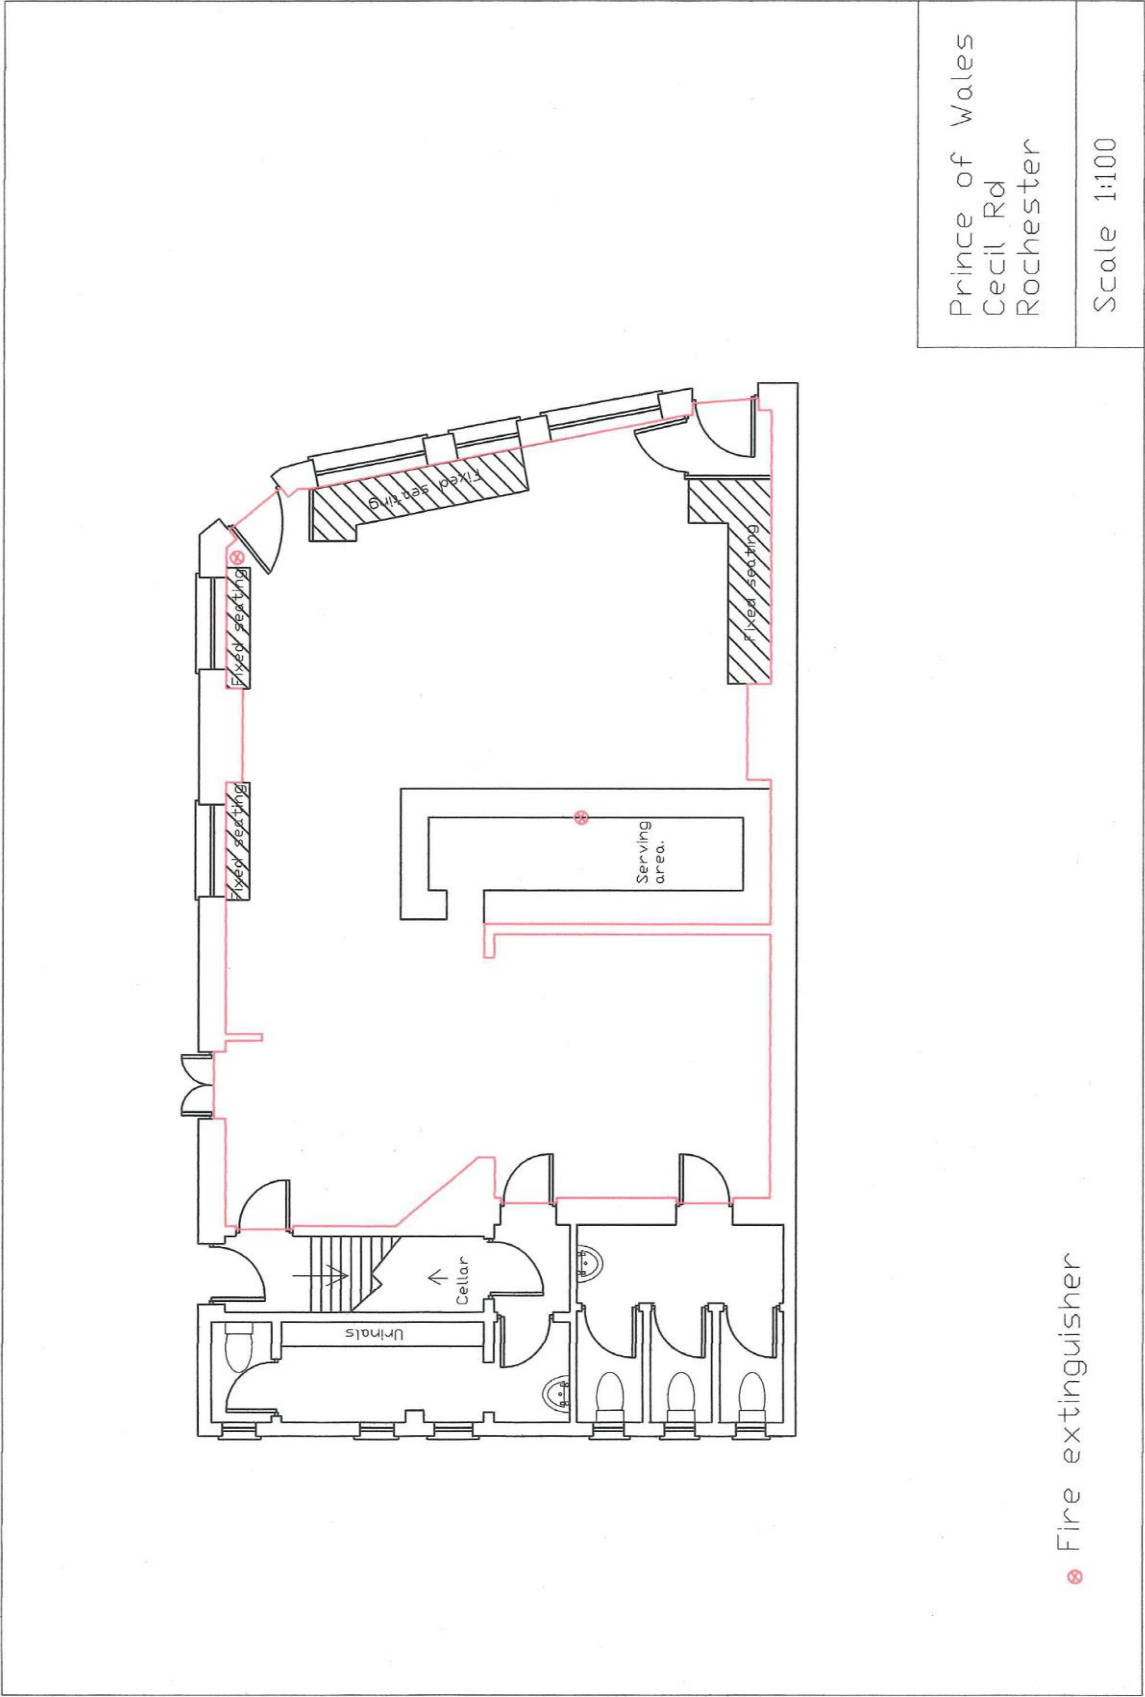 Prince of Wales
Cecil Rd
Rochester
Scale 1:100
Fixed seating
Fixed seating
Fixed seating
Fixed seating
Serving
area.
Cellar
Urinals
Fire extinguisher